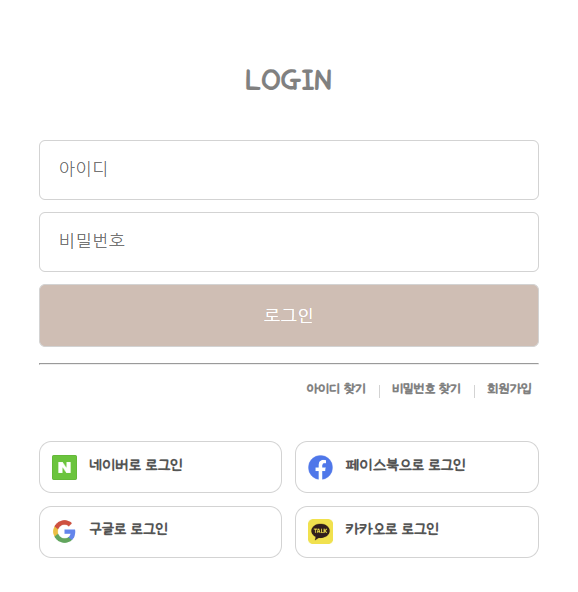 LOGIN
아이디
비밀번호
로그인
아이디 찾기 비밀번호 찾기 회원가입
N 네이버로 로그인 f 페이스북으로 로그인
G 구글로 로그인 TALK 카카오로 로그인